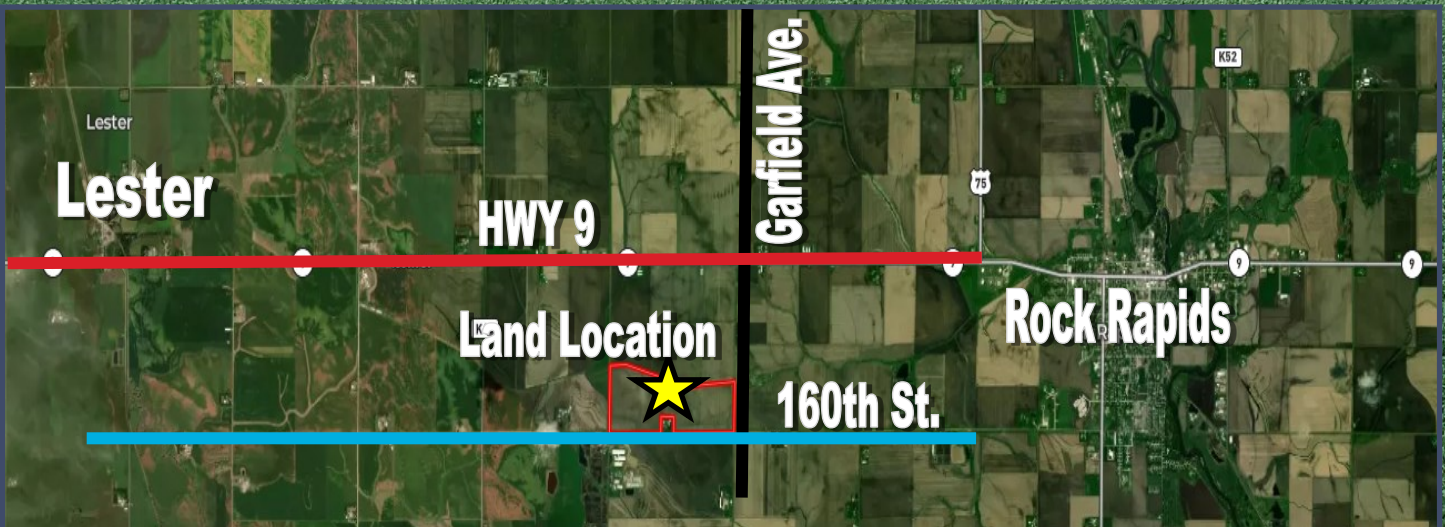 K52
Garfield Ave.
Lester
75
Lester
HWY 9
9
9
Land Location
Rock Rapids
160th St.